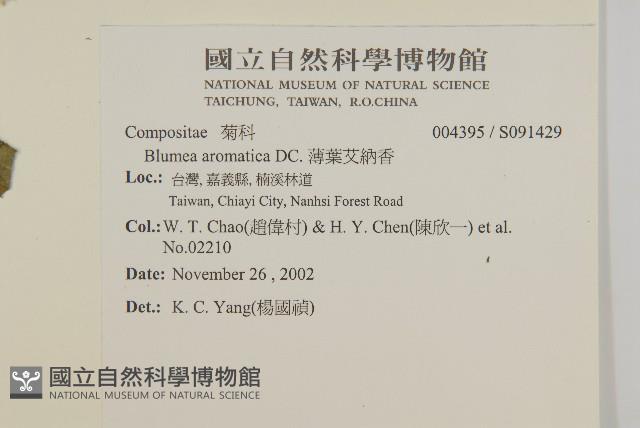 國立自然科學博物館
NATIONAL MUSEUM OF NATURAL SCIENCE
TAICHUNG, TAIWAN, R.O.CHINA
Compositae 菊科 004395 / S091429
Blumea aromatica DC. 薄葉艾納香
Loc.: 台灣, 嘉義縣, 楠溪林道
Taiwan, Chiayi City, Nanhsi Forest Road
Col.: W. T. Chao(趙偉村) & H. Y. Chen(陳欣一) et al.
No.02210
Date: November 26 , 2002
Det.: K. C. Yang(楊國禎)
國立自然科學博物館
NATIONAL MUSEUM OF NATURAL SCIENCE